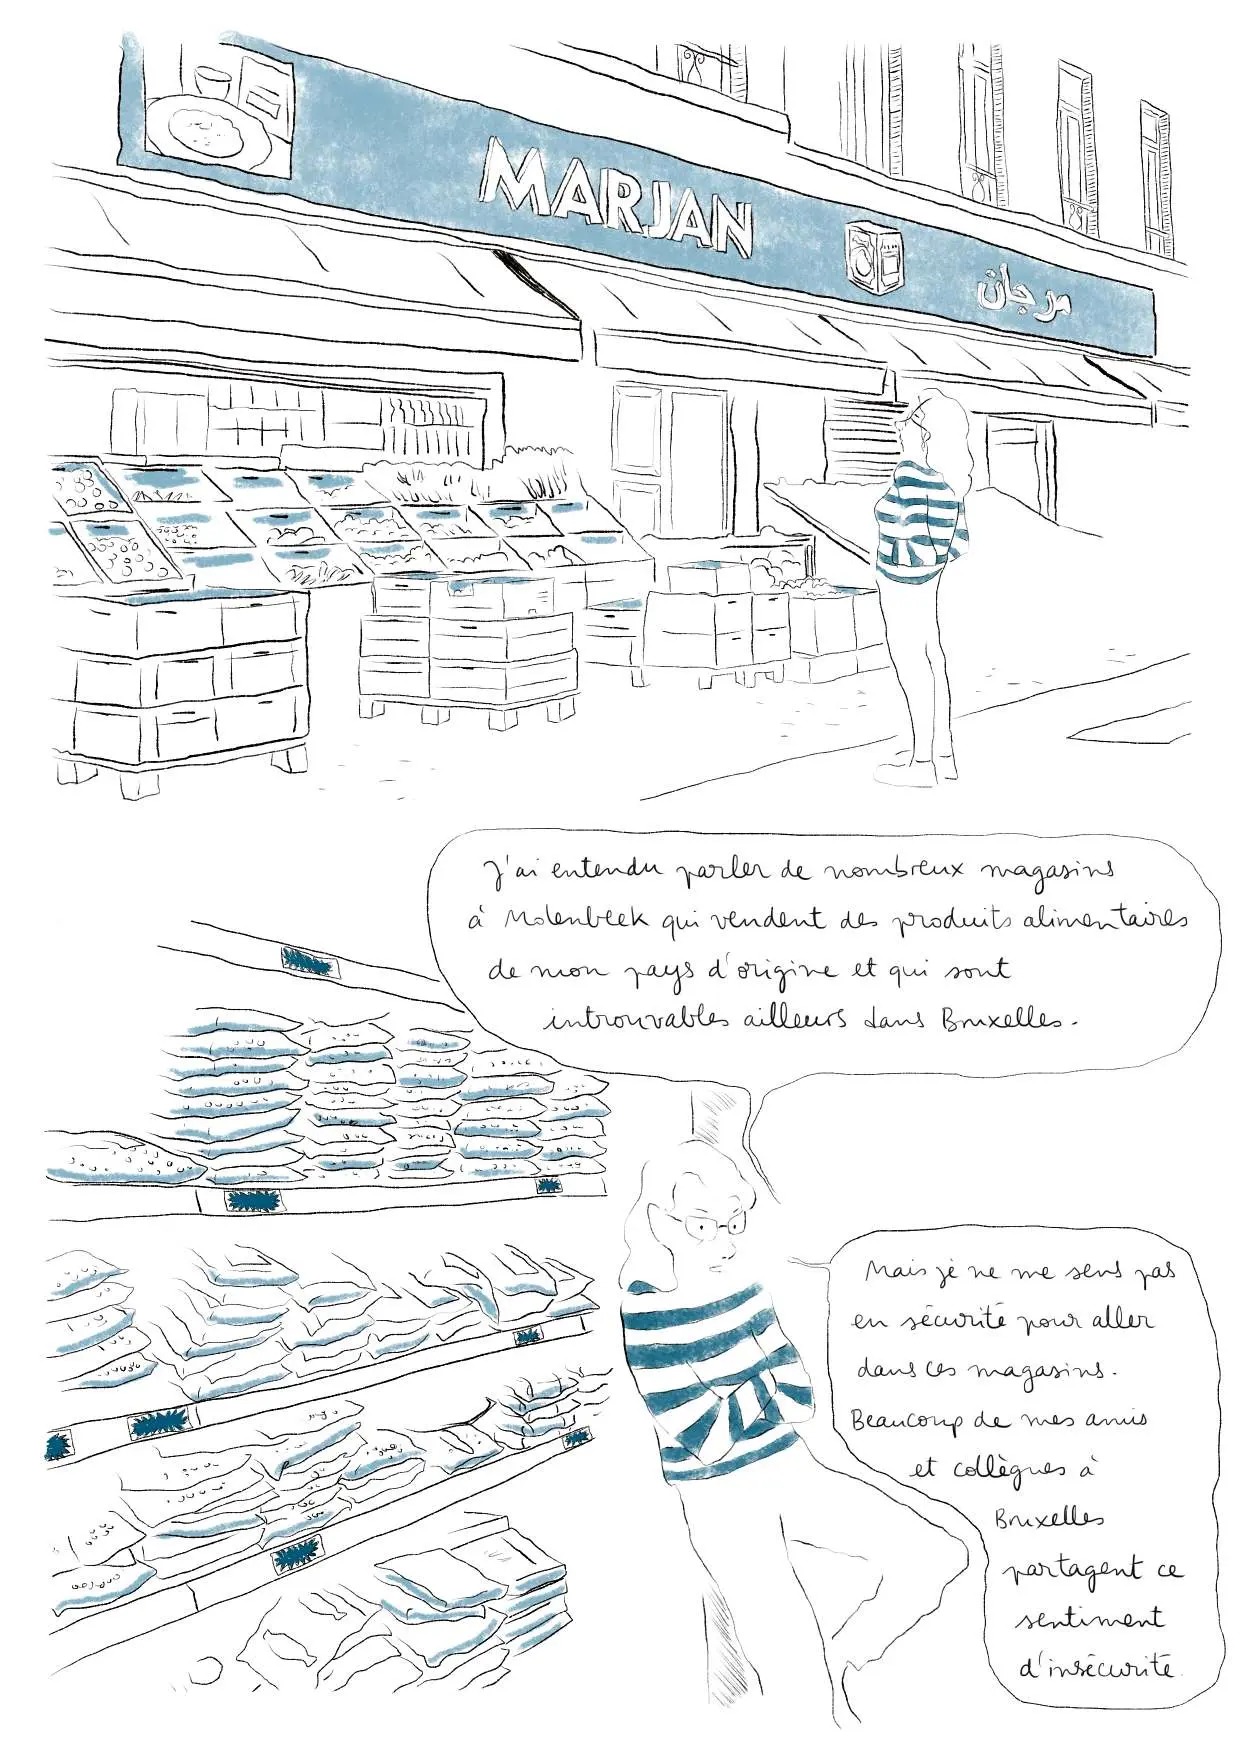 MARJAN
مرجان
J'ai entendu parler de nombreux magasins
à Molenbeek qui vendent des produits alimentaires
de mon pays d'origine et qui sont
introuvables ailleurs dans Bruxelles.
Mais je ne me sens pas
en sécurité pour aller
dans ces magasins.
Beaucoup de mes amis
et collègues à
Bruxelles
partagent ce
sentiment
d'insécurité.